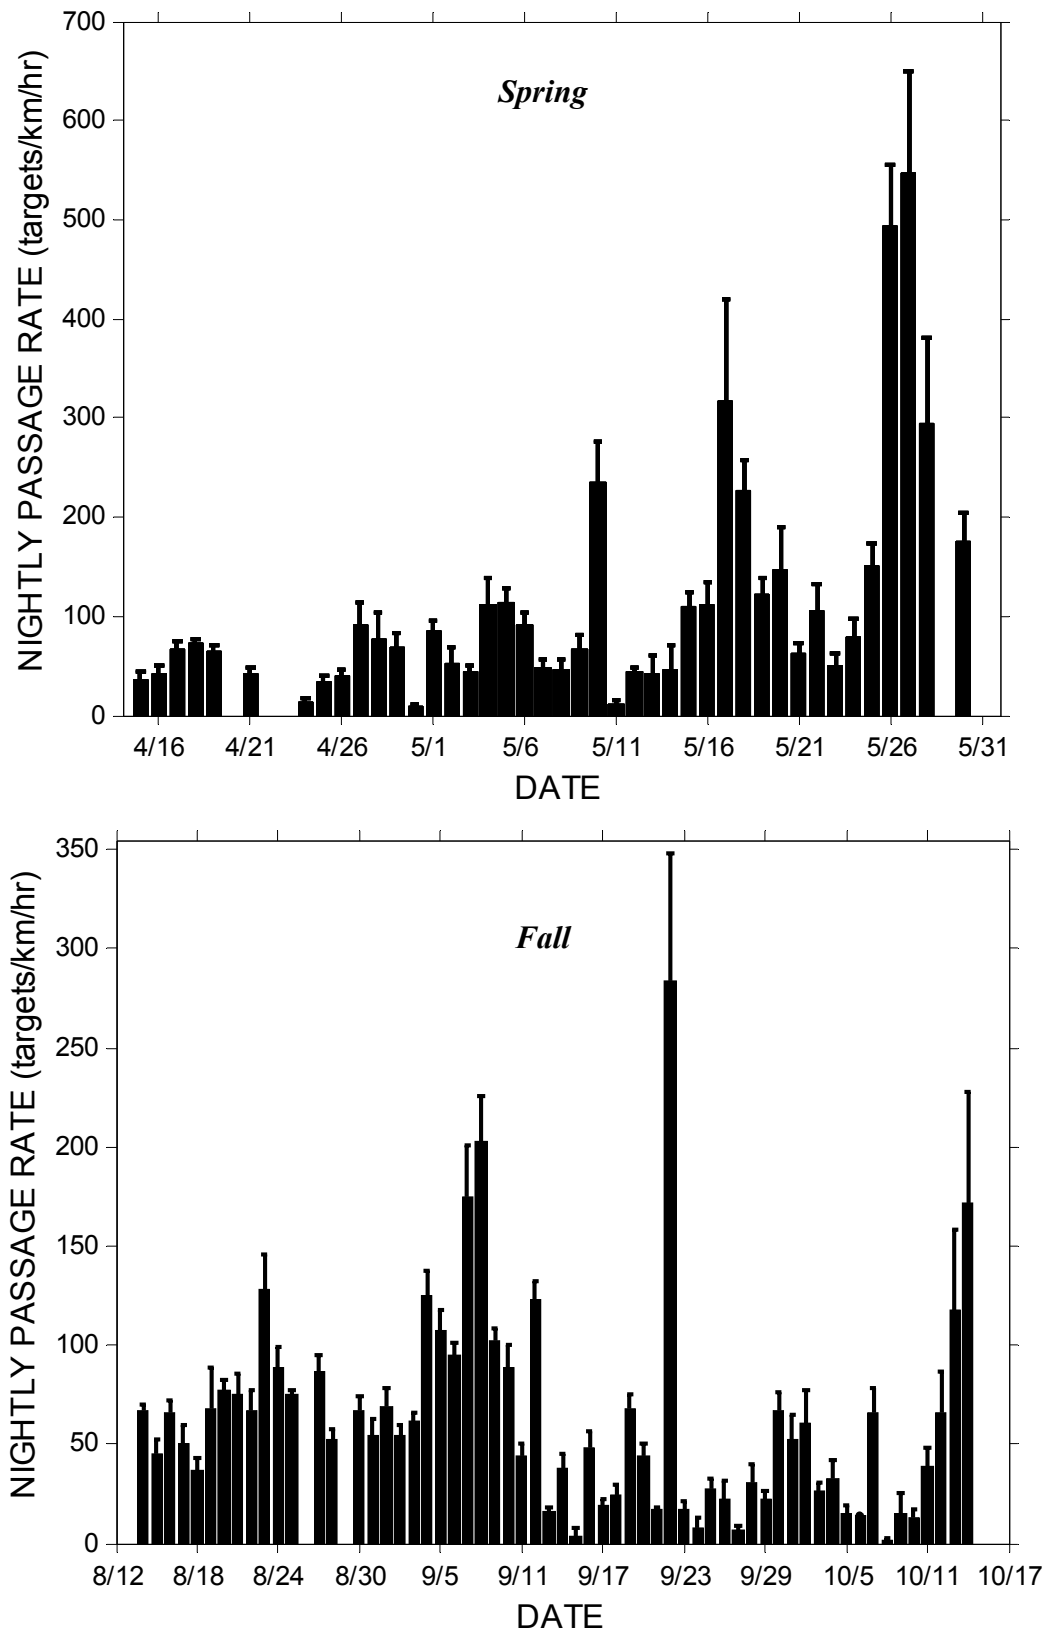 NIGHTLY PASSAGE RATE (targets/km/hr)
700
600
500
400
300
200
100
0
Spring
4/16 4/21 4/26 5/1 5/6 5/11 5/16 5/21 5/26 5/31
DATE
NIGHTLY PASSAGE RATE (targets/km/hr)
350
300
250
200
150
100
50
0
Fall
8/12 8/18 8/24 8/30 9/5 9/11 9/17 9/23 9/29 10/5 10/11 10/17
DATE